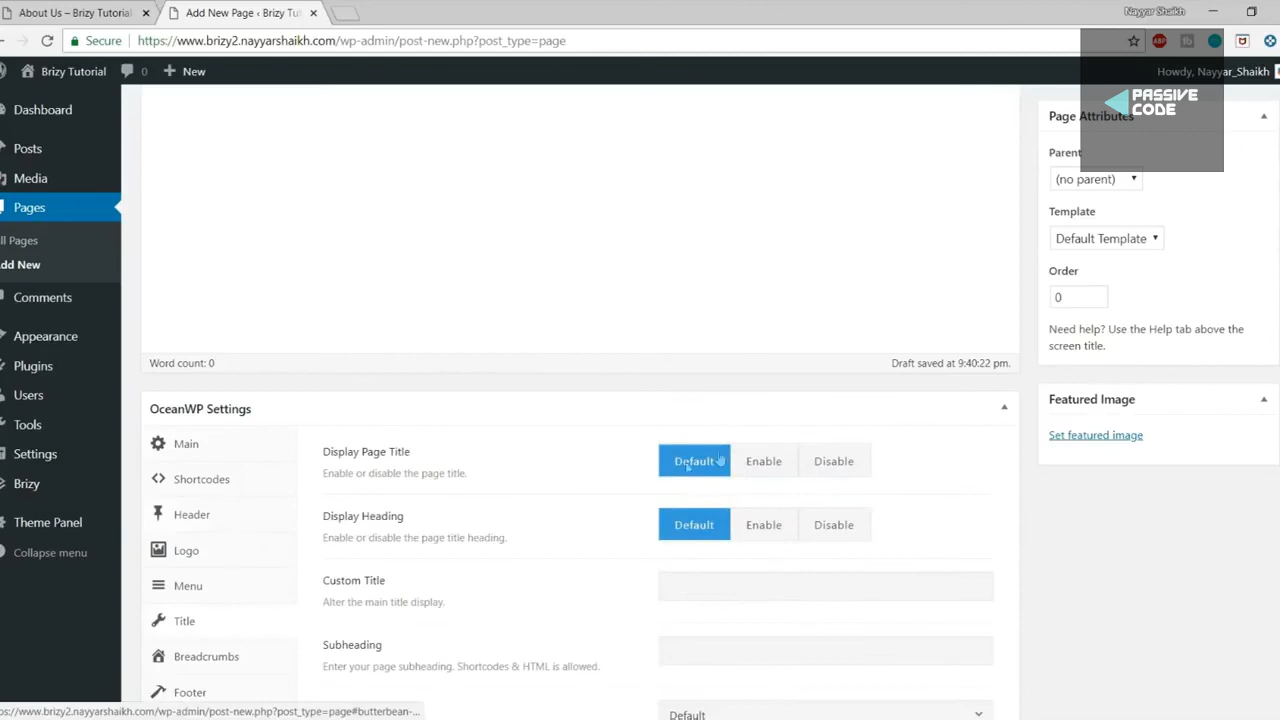 About Us – Brizy Tutorial
Add New Page ‹ Brizy Tut
Nayyar Shaikh
Secure
https://www.brizy2.nayyarshaikh.com/wp-admin/post-new.php?post_type=page
ABP
Brizy Tutorial
0
New
Howdy, Nayyar_Shaikh
PASSIVE
CODE
Dashboard
Posts
Media
Pages
ll Pages
dd New
Comments
Appearance
Plugins
Users
Tools
Settings
Brizy
Theme Panel
Collapse menu
Word count: 0
Draft saved at 9:40:22 pm.
OceanWP Settings
Main
Shortcodes
Header
Logo
Menu
Title
Breadcrumbs
Footer
Display Page Title
Enable or disable the page title.
Default
Enable
Disable
Display Heading
Enable or disable the page title heading.
Default
Enable
Disable
Custom Title
Alter the main title display.
Subheading
Enter your page subheading. Shortcodes & HTML is allowed.
Default
Page Attributes
Parent
(no parent)
Template
Default Template
Order
0
Need help? Use the Help tab above the
screen title.
Featured Image
Set featured image
ps://www.brizy2.nayyarshaikh.com/wp-admin/post-new.php?post_type=page#butterbean-...